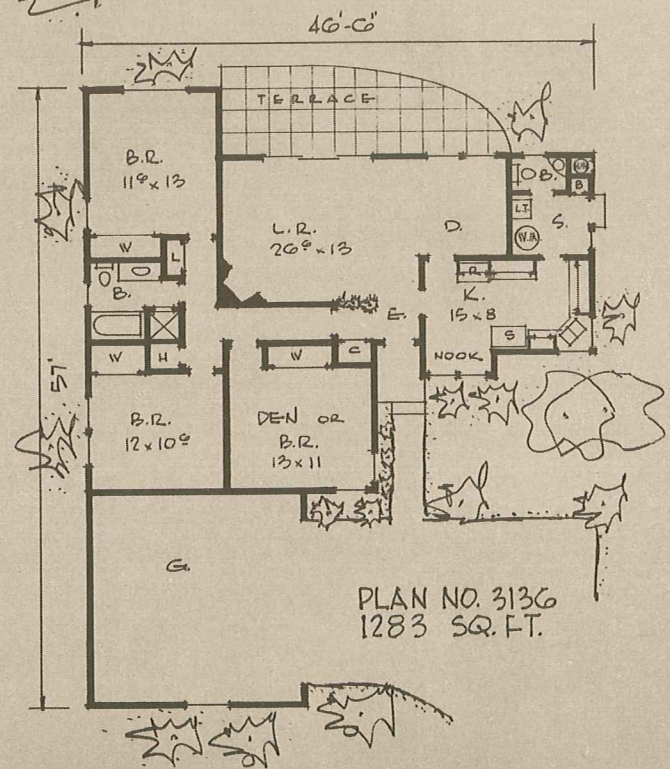 46'-6"
TERRACE
B.R.
11⁶ x 13
B.
B
L.T.
S.
L.R.
26⁶ x 13
D.
W
L
W.M.
R
K.
15 x 8
B.
E.
S
57'
W
H
W
C
NOOK
B.R.
12 x 10⁶
DEN OR
B.R.
13 x 11
G.
PLAN NO. 3136
1283 SQ. FT.